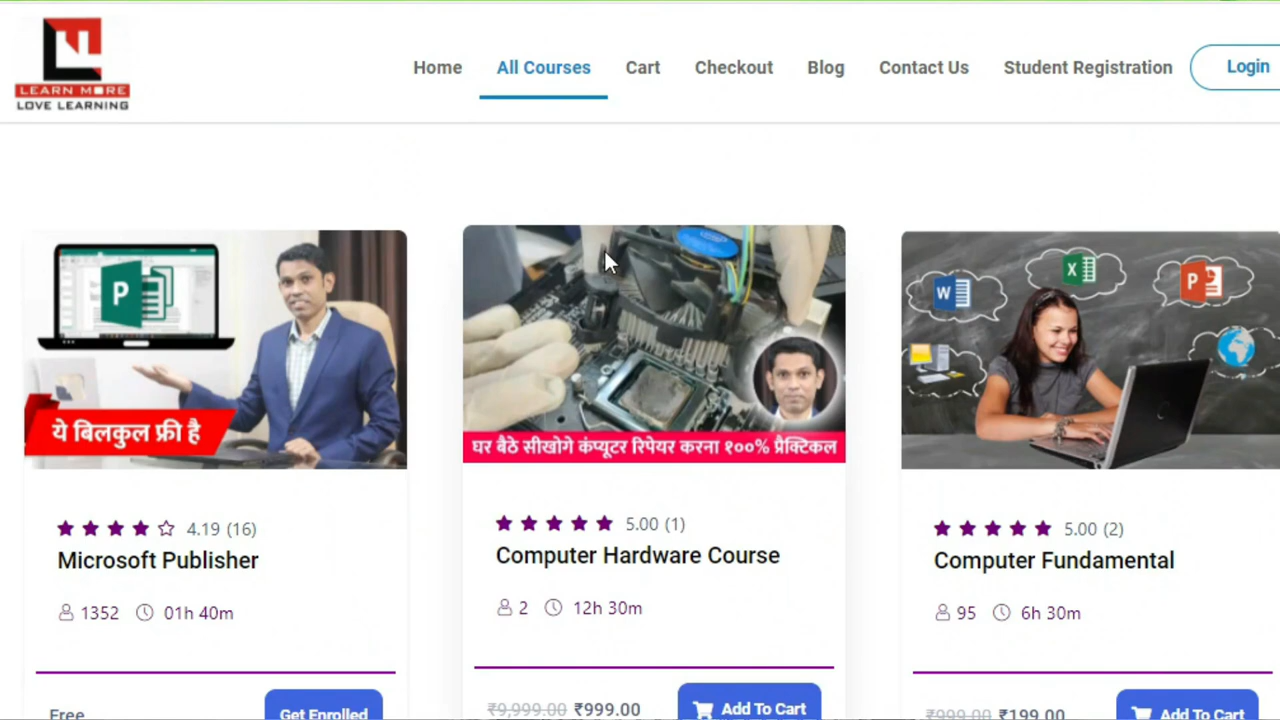 LEARN MORE
LOVE LEARNING
Home
All Courses
Cart
Checkout
Blog
Contact Us
Student Registration
Login
P
ये बिलकुल फ्री है
4.19 (16)
Microsoft Publisher
1352
01h 40m
Free
Get Enrolled
घर बैठे सीखोगे कंप्यूटर रिपेयर करना १००% प्रैक्टिकल
5.00 (1)
Computer Hardware Course
2
12h 30m
₹9,999.00 ₹999.00
Add To Cart
W
X
P
5.00 (2)
Computer Fundamental
95
6h 30m
₹999.00 ₹199.00
Add To Cart